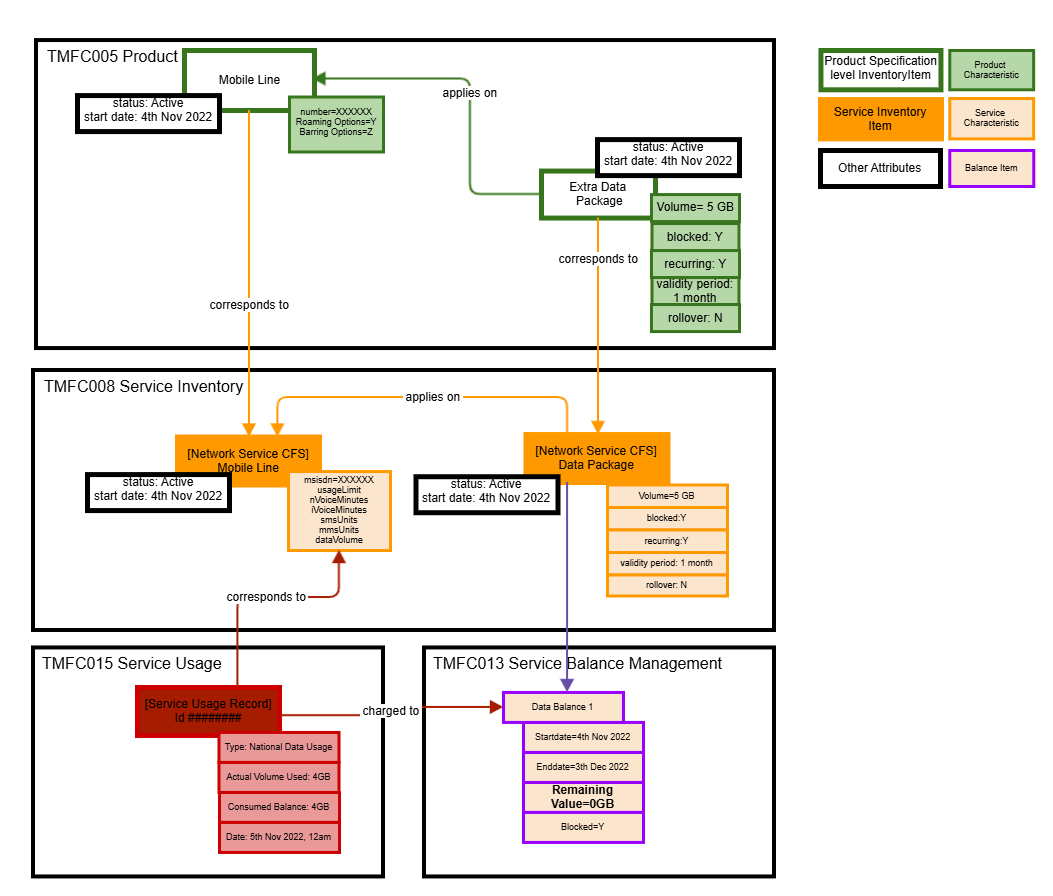 TMFC005 Product
Mobile Line
status: Active
start date: 4th Nov 2022
number=XXXXXX
Roaming Options=Y
Barring Options=Z
applies on
status: Active
start date: 4th Nov 2022
Extra Data
Package
Volume= 5 GB
blocked: Y
recurring: Y
validity period:
1 month
rollover: N
corresponds to
corresponds to
Product Specification
level InventoryItem
Product
Characteristic
Service Inventory
Item
Service
Characteristic
Other Attributes
Balance Item
TMFC008 Service Inventory
applies on
[Network Service CFS]
Mobile Line
status: Active
start date: 4th Nov 2022
msisdn=XXXXXX
usageLimit
nVoiceMinutes
iVoiceMinutes
smsUnits
mmsUnits
dataVolume
[Network Service CFS]
Data Package
status: Active
start date: 4th Nov 2022
Volume=5 GB
blocked:Y
recurring:Y
validity period: 1 month
rollover: N
corresponds to
TMFC015 Service Usage
[Service Usage Record]
Id ########
Type: National Data Usage
Actual Volume Used: 4GB
Consumed Balance: 4GB
Date: 5th Nov 2022, 12am
charged to
TMFC013 Service Balance Management
Data Balance 1
Startdate=4th Nov 2022
Enddate=3th Dec 2022
Remaining
Value=0GB
Blocked=Y